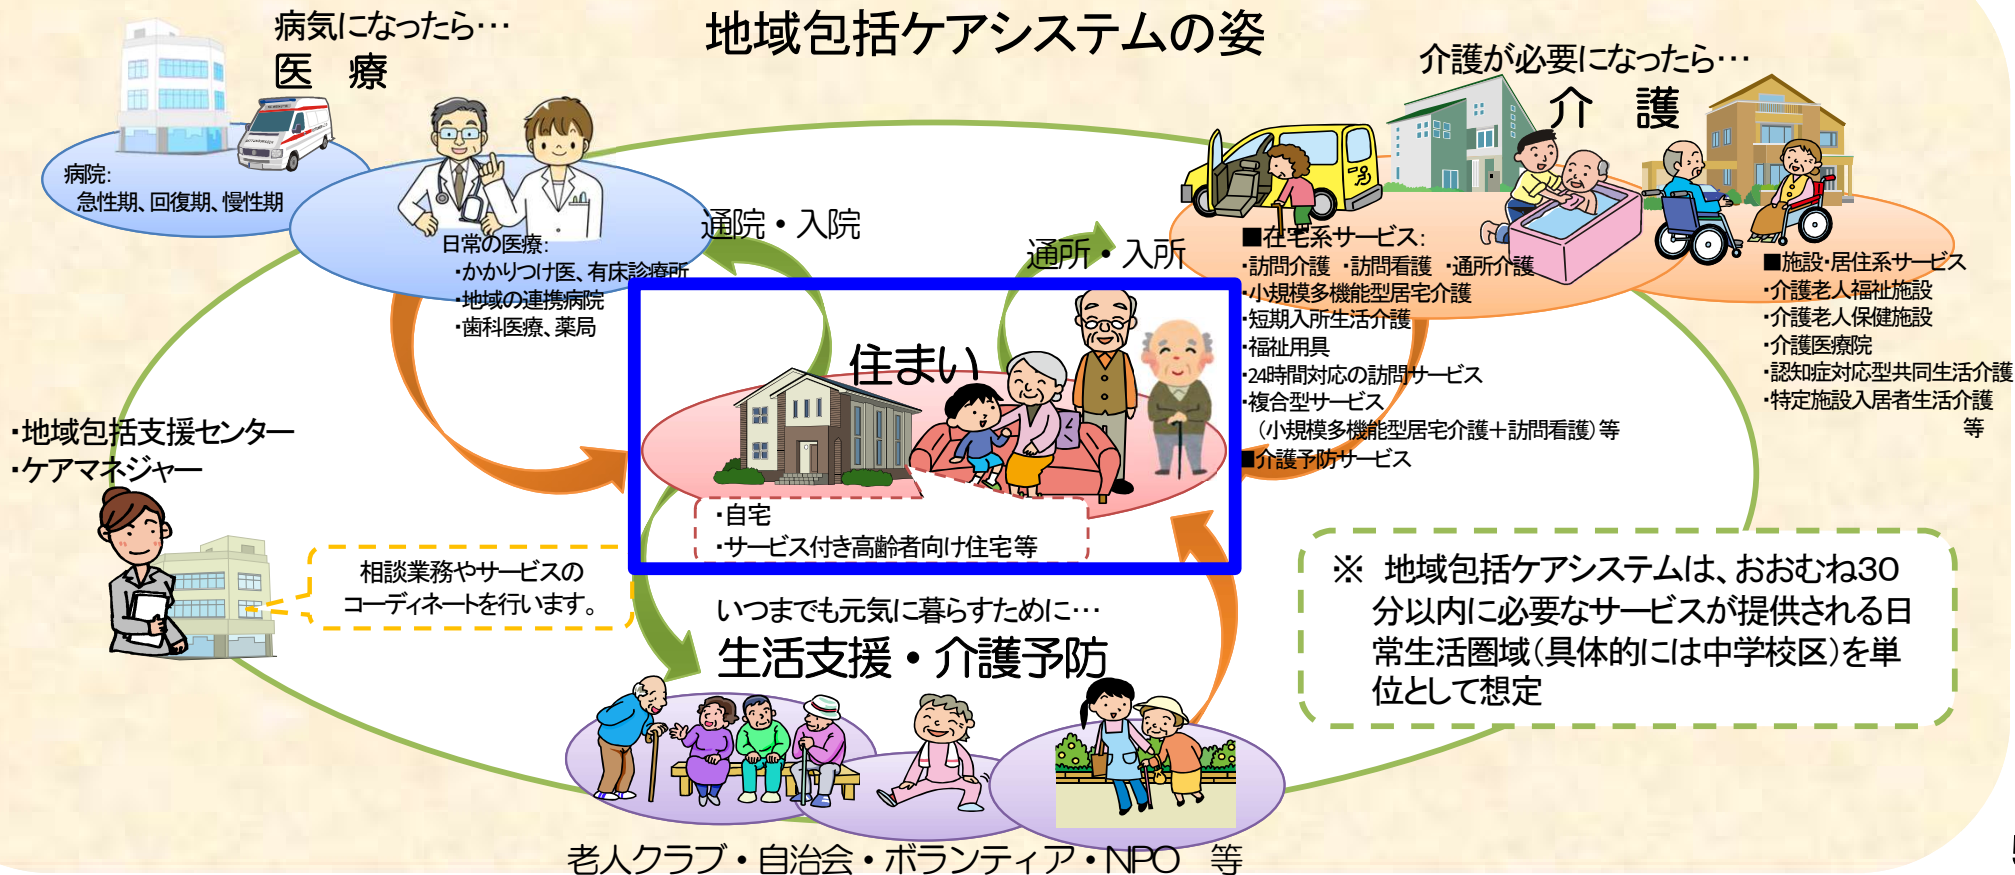 地域包括ケアシステムの姿
病気になったら…
医　療
病院:
急性期、回復期、慢性期
日常の医療:
・かかりつけ医、有床診療所
・地域の連携病院
・歯科医療、薬局
通院・入院
通所・入所
介護が必要になったら…
介　護
■在宅系サービス:
・訪問介護　・訪問看護　・通所介護
・小規模多機能型居宅介護
・短期入所生活介護
・福祉用具
・24時間対応の訪問サービス
・複合型サービス
（小規模多機能型居宅介護＋訪問看護）等
■介護予防サービス
■施設・居住系サービス
・介護老人福祉施設
・介護老人保健施設
・介護医療院
・認知症対応型共同生活介護
・特定施設入居者生活介護
等
住まい
・自宅
・サービス付き高齢者向け住宅等
・地域包括支援センター
・ケアマネジャー
相談業務やサービスの
コーディネートを行います。
いつまでも元気に暮らすために…
生活支援・介護予防
老人クラブ・自治会・ボランティア・NPO　等
※　地域包括ケアシステムは、おおむね30
分以内に必要なサービスが提供される日
常生活圏域（具体的には中学校区）を単
位として想定